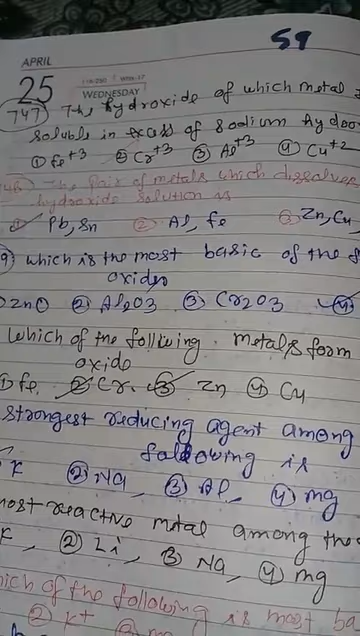 59
APRIL
25
WEDNESDAY
747) The hydroxide of which metal
soluble in excess of sodium hydro
① Fe+3 ② Cr+3 ③ Al+3 ④ Cu+2
The Pair of metals which dissolves
hydroxide solution is
Pb, Sn ② Al, Fe ③ Zn, Cu,
9) which is the most basic of the f
oxides
ZnO ② Al2O3 ③ Cr2O3 ④
which of the following metals form
oxide
① Fe, ② Cr, ③ Zn ④ Cu
strongest reducing agent among
following is
K ② Na, ③ Al, ④ mg
most reactive metal among the
K, ② Li, ③ Na, ④ mg
hich of the following is most ba
② K+